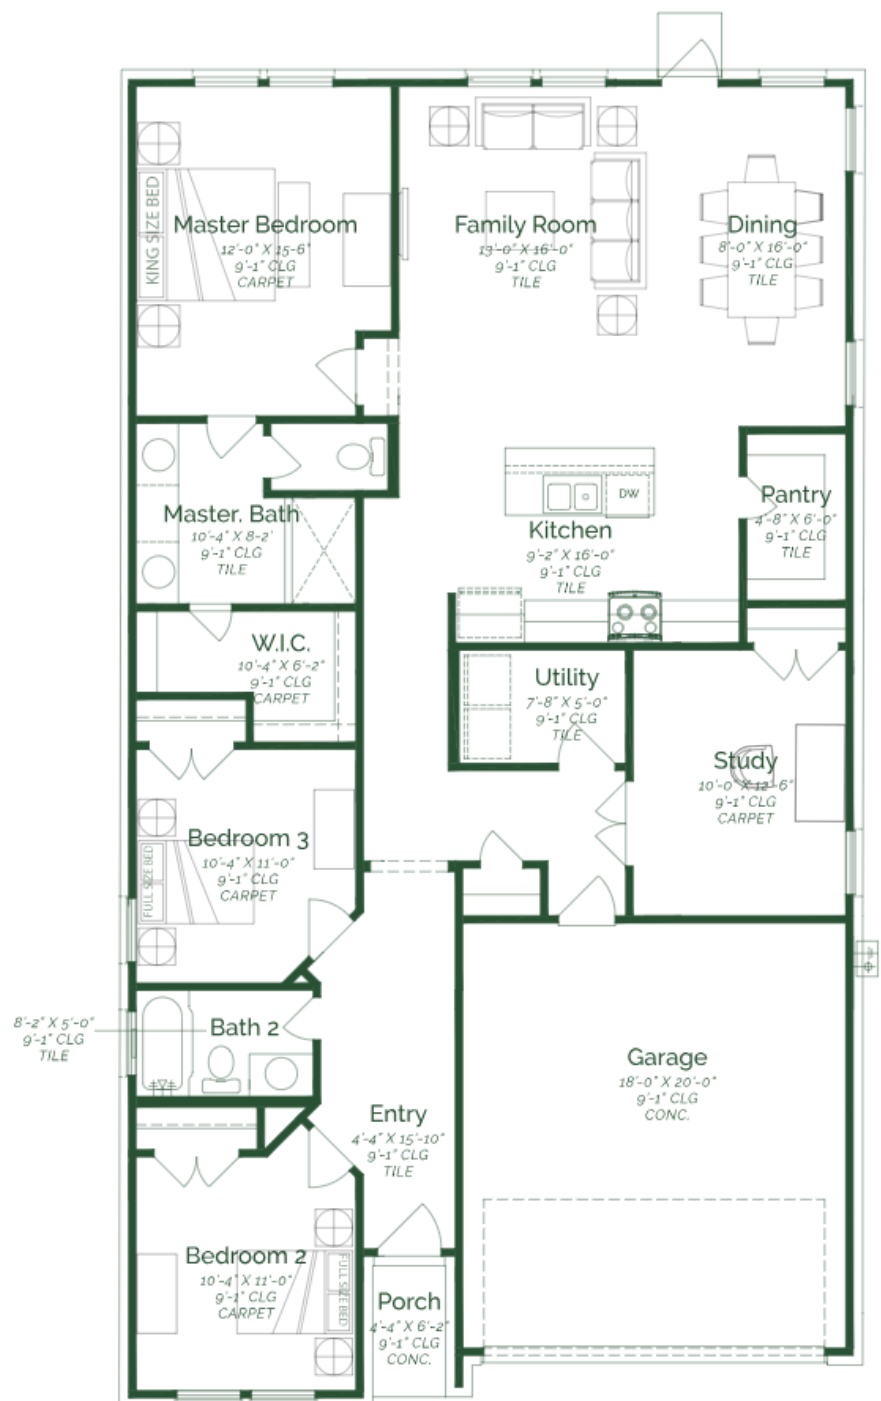 KING SIZE BED
Master Bedroom
12'-0" X 15-6"
9'-1" CLG
CARPET
Family Room
13'-0" X 16'-0"
9'-1" CLG
TILE
Dining
8'-0" X 16'-0"
9'-1" CLG
TILE
Master. Bath
10'-4" X 8-2'
9'-1" CLG
TILE
DW
Kitchen
9'-2" X 16'-0"
9'-1" CLG
TILE
Pantry
4'-8" X 6'-0"
9'-1" CLG
TILE
W.I.C.
10'-4" X 6'-2"
9'-1" CLG
CARPET
Utility
7'-8" X 5'-0"
9'-1" CLG
TILE
Study
10'-0 X 12'-6"
9'-1" CLG
CARPET
FULL SIZE BED
Bedroom 3
10'-4" X 11'-0"
9'-1" CLG
CARPET
8'-2" X 5'-0"
9'-1" CLG
TILE
Bath 2
Garage
18'-0" X 20'-0"
9'-1" CLG
CONC.
Entry
4'-4" X 15'-10"
9'-1" CLG
TILE
Bedroom 2
10'-4" X 11'-0"
9'-1" CLG
CARPET
FULL SIZE BED
Porch
4'-4" X 6'-2"
9'-1" CLG
CONC.